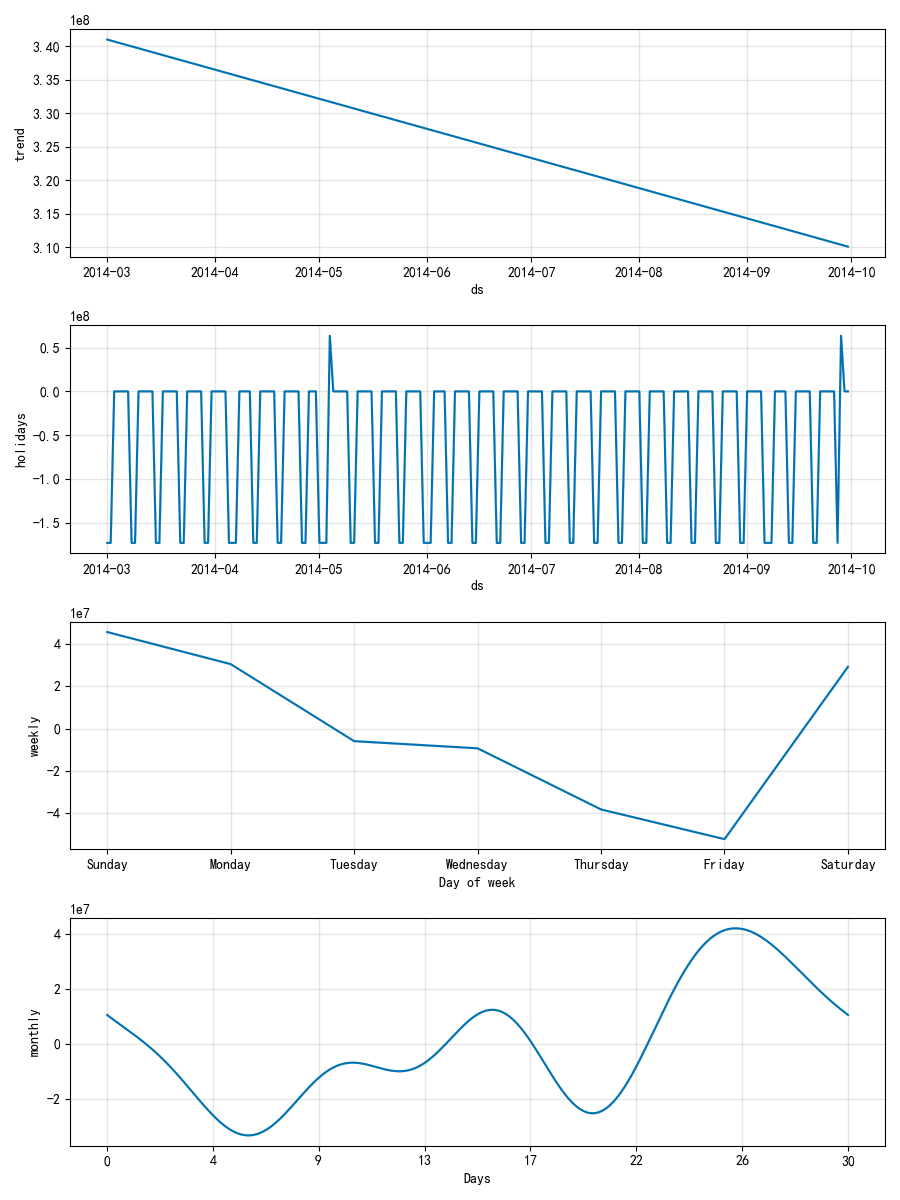 1e8
trend
3.40
3.35
3.30
3.25
3.20
3.15
3.10
2014-03 2014-04 2014-05 2014-06 2014-07 2014-08 2014-09 2014-10
ds
1e8
holidays
0.5
0.0
−0.5
−1.0
−1.5
2014-03 2014-04 2014-05 2014-06 2014-07 2014-08 2014-09 2014-10
ds
1e7
weekly
4
2
0
−2
−4
Sunday Monday Tuesday Wednesday Thursday Friday Saturday
Day of week
1e7
monthly
4
2
0
−2
0 4 9 13 17 22 26 30
Days